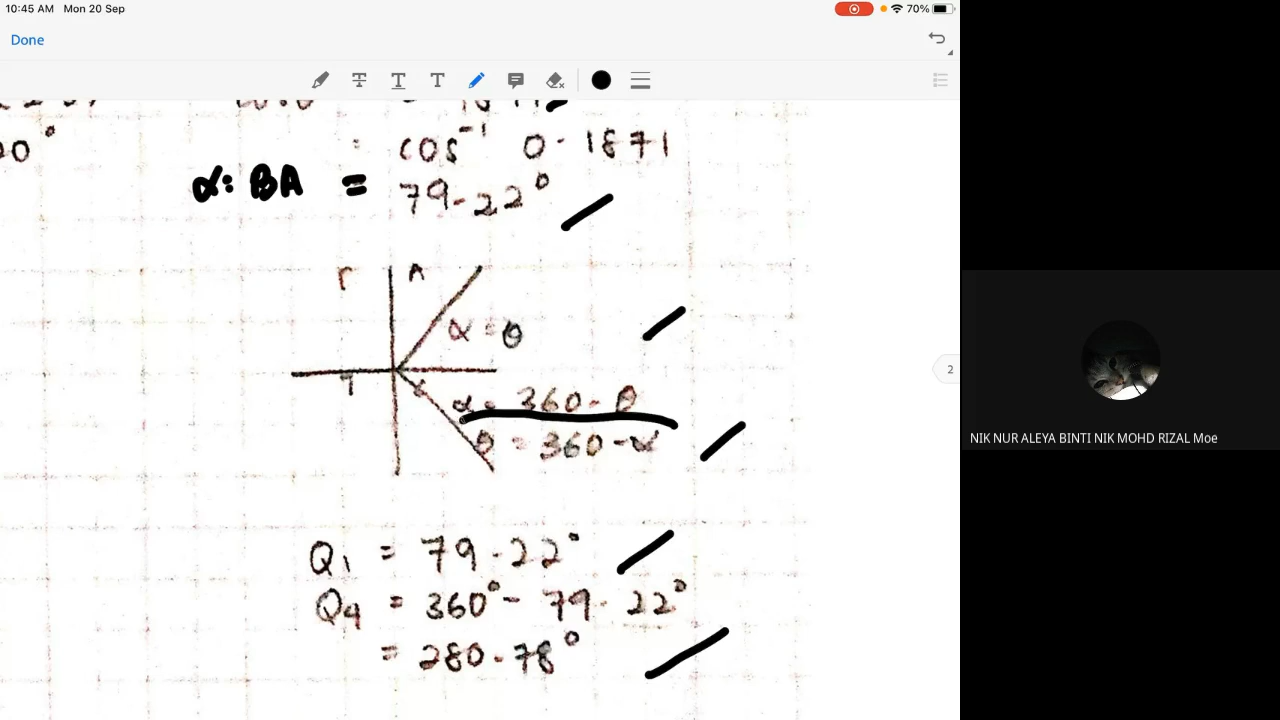 10:45 AM Mon 20 Sep
70%
Done
T T T
20°
= cos⁻¹ 0.1871
α: BA = 79.22°
A
α = θ
T
α = 360 - θ
θ = 360 - α
Q₁ = 79.22°
Q₄ = 360° - 79.22°
= 280.78°
2
NIK NUR ALEYA BINTI NIK MOHD RIZAL Moe